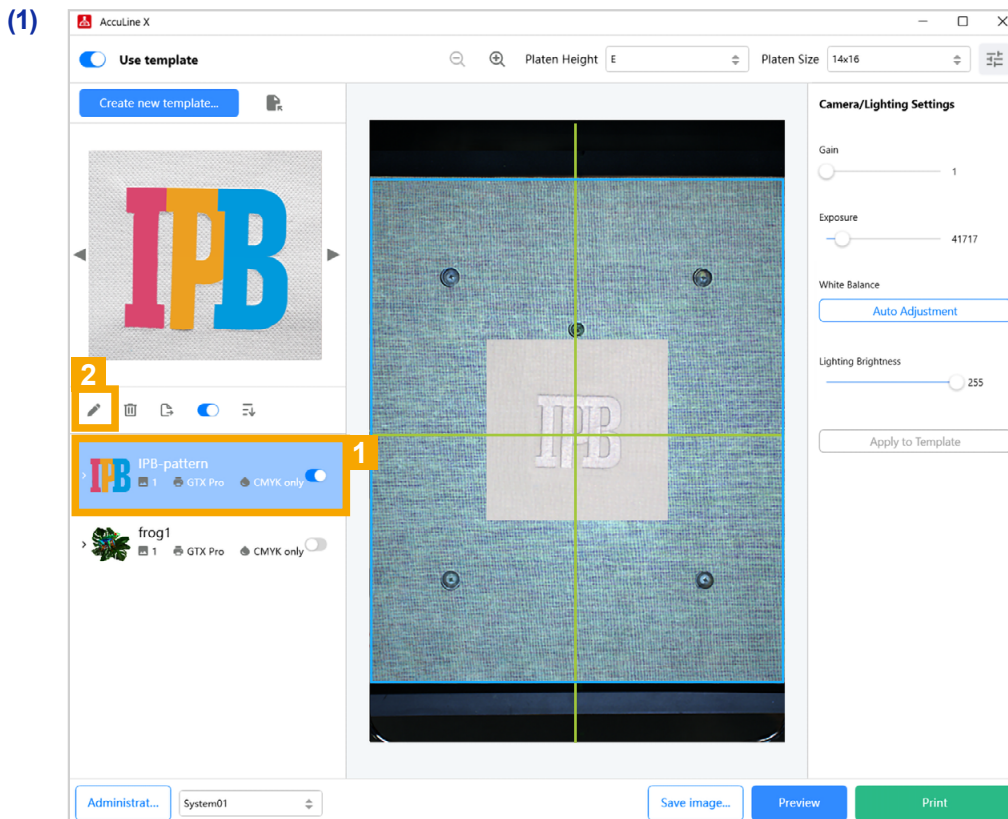 (1)
AccuLine X
Use template
Platen Height E
Platen Size 14x16
Create new template...
Camera/Lighting Settings
Gain
1
Exposure
41717
White Balance
Auto Adjustment
Lighting Brightness
255
Apply to Template
IPB
IPB
2
1
IPB
IPB-pattern
1 GTX Pro CMYK only
frog1
1 GTX Pro CMYK only
Administrat...
System01
Save image...
Preview
Print